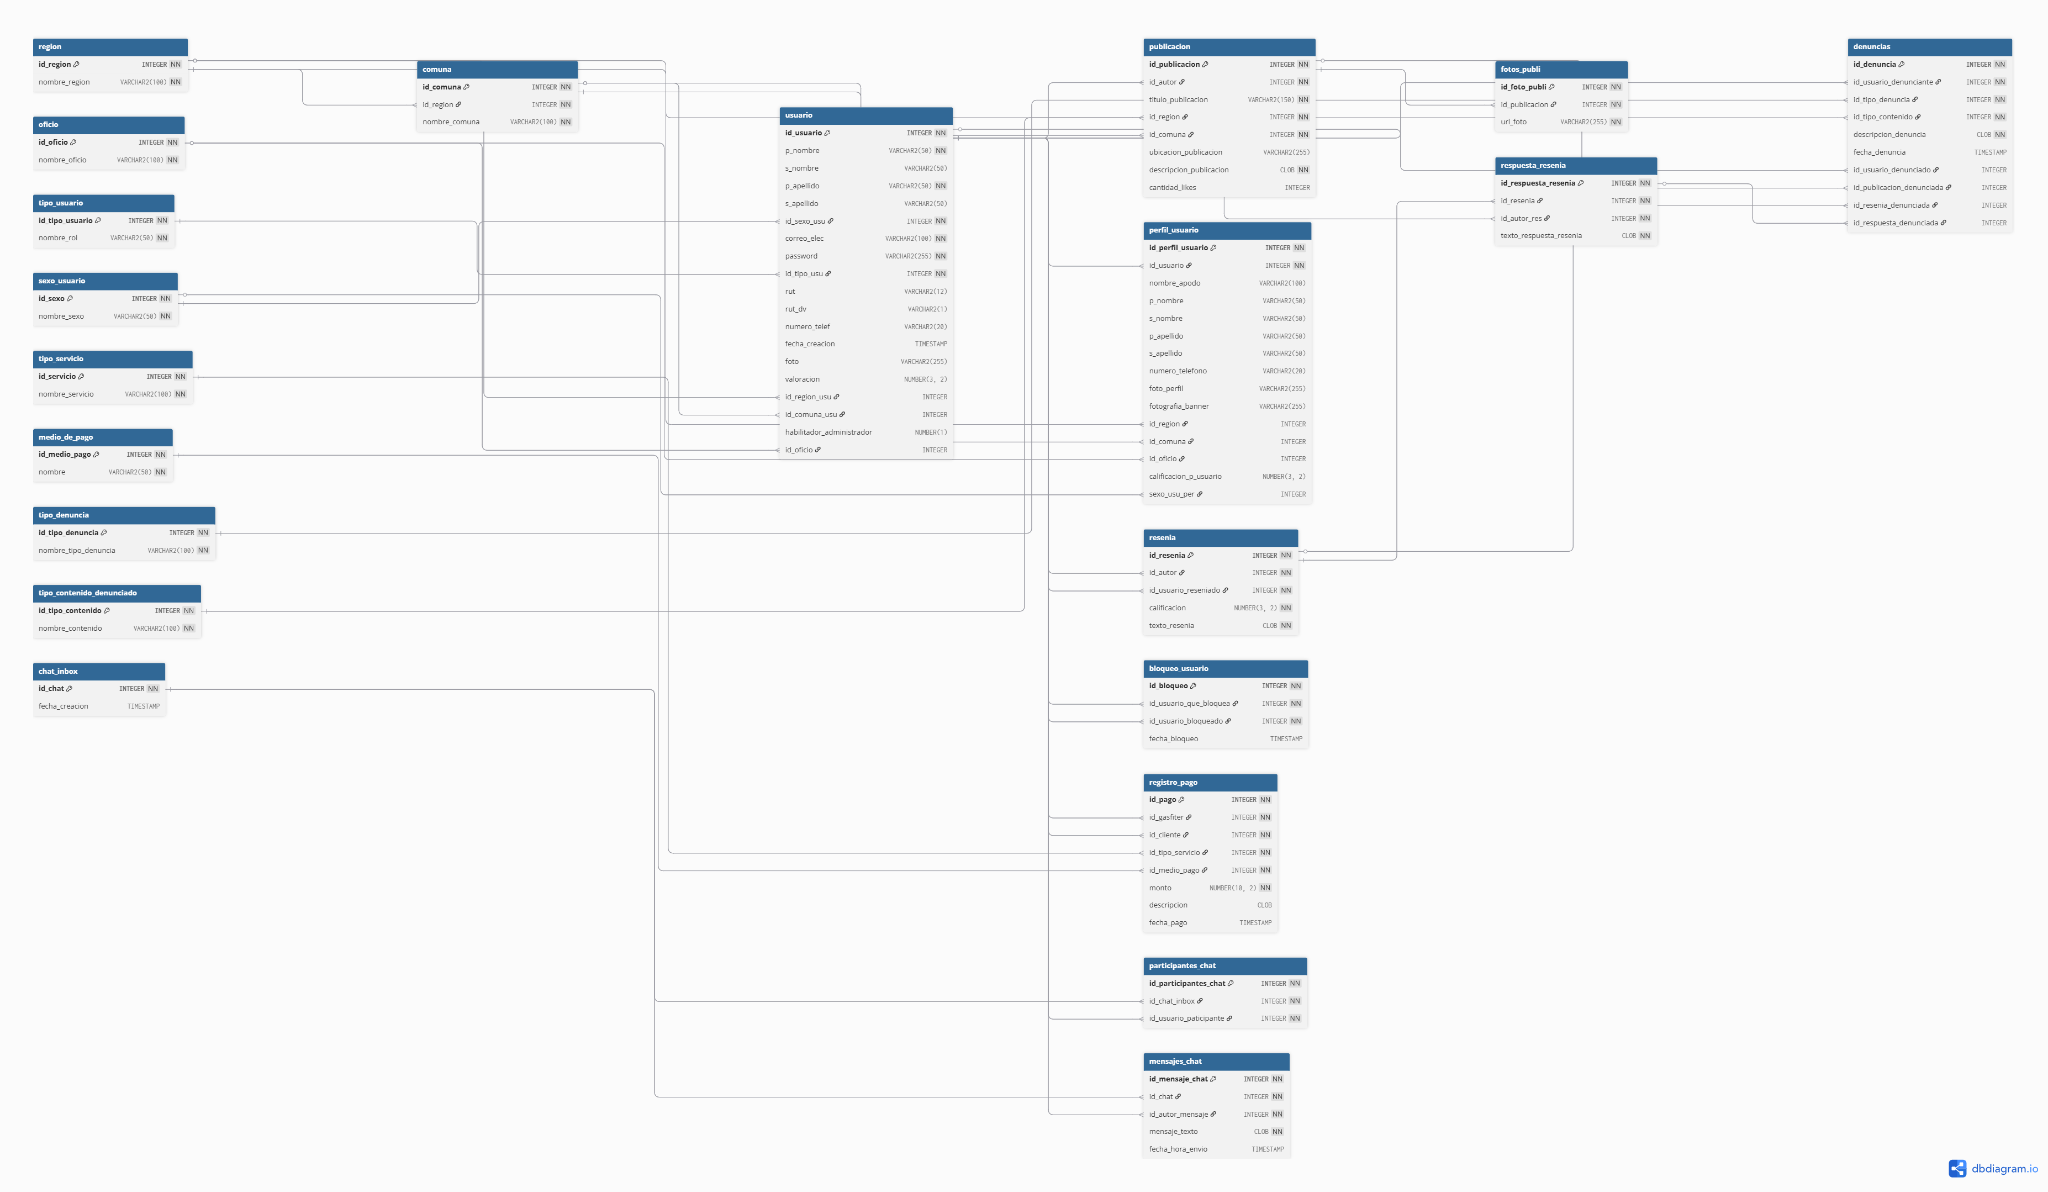 region
id_region INTEGER NN
nombre_region VARCHAR2(100) NN
oficio
id_oficio INTEGER NN
nombre_oficio VARCHAR2(100) NN
tipo_usuario
id_tipo_usuario INTEGER NN
nombre_rol VARCHAR2(50) NN
sexo_usuario
id_sexo INTEGER NN
nombre_sexo VARCHAR2(50) NN
tipo_servicio
id_servicio INTEGER NN
nombre_servicio VARCHAR2(100) NN
medio_de_pago
id_medio_pago INTEGER NN
nombre VARCHAR2(50) NN
tipo_denuncia
id_tipo_denuncia INTEGER NN
nombre_tipo_denuncia VARCHAR2(100) NN
tipo_contenido_denunciado
id_tipo_contenido INTEGER NN
nombre_contenido VARCHAR2(100) NN
chat_inbox
id_chat INTEGER NN
fecha_creacion TIMESTAMP
comuna
id_comuna INTEGER NN
id_region INTEGER NN
nombre_comuna VARCHAR2(100) NN
usuario
id_usuario INTEGER NN
p_nombre VARCHAR2(50) NN
s_nombre VARCHAR2(50)
p_apellido VARCHAR2(50) NN
s_apellido VARCHAR2(50)
id_sexo_usu INTEGER NN
correo_elec VARCHAR2(100) NN
password VARCHAR2(255) NN
id_tipo_usu INTEGER NN
rut VARCHAR2(12)
rut_dv VARCHAR2(1)
numero_telef VARCHAR2(20)
fecha_creacion TIMESTAMP
foto VARCHAR2(255)
valoracion NUMBER(3, 2)
id_region_usu INTEGER
id_comuna_usu INTEGER
habilitador_administrador NUMBER(1)
id_oficio INTEGER
publicacion
id_publicacion INTEGER NN
id_autor INTEGER NN
titulo_publicacion VARCHAR2(150) NN
id_region INTEGER NN
id_comuna INTEGER NN
ubicacion_publicacion VARCHAR2(255)
descripcion_publicacion CLOB NN
cantidad_likes INTEGER
perfil_usuario
id_perfil_usuario INTEGER NN
id_usuario INTEGER NN
nombre_apodo VARCHAR2(100)
p_nombre VARCHAR2(50)
s_nombre VARCHAR2(50)
p_apellido VARCHAR2(50)
s_apellido VARCHAR2(50)
numero_telefono VARCHAR2(20)
foto_perfil VARCHAR2(255)
fotografia_banner VARCHAR2(255)
id_region INTEGER
id_comuna INTEGER
id_oficio INTEGER
calificacion_p_usuario NUMBER(3, 2)
sexo_usu_per INTEGER
resenia
id_resenia INTEGER NN
id_autor INTEGER NN
id_usuario_reseniado INTEGER NN
calificacion NUMBER(3, 2) NN
texto_resenia CLOB NN
bloqueo_usuario
id_bloqueo INTEGER NN
id_usuario_que_bloquea INTEGER NN
id_usuario_bloqueado INTEGER NN
fecha_bloqueo TIMESTAMP
registro_pago
id_pago INTEGER NN
id_gasfiter INTEGER NN
id_cliente INTEGER NN
id_tipo_servicio INTEGER NN
id_medio_pago INTEGER NN
monto NUMBER(10, 2) NN
descripcion CLOB
fecha_pago TIMESTAMP
participantes_chat
id_participantes_chat INTEGER NN
id_chat_inbox INTEGER NN
id_usuario_paticipante INTEGER NN
mensajes_chat
id_mensaje_chat INTEGER NN
id_chat INTEGER NN
id_autor_mensaje INTEGER NN
mensaje_texto CLOB NN
fecha_hora_envio TIMESTAMP
fotos_publi
id_foto_publi INTEGER NN
id_publicacion INTEGER NN
url_foto VARCHAR2(255) NN
respuesta_resenia
id_respuesta_resenia INTEGER NN
id_resenia INTEGER NN
id_autor_res INTEGER NN
texto_respuesta_resenia CLOB NN
denuncias
id_denuncia INTEGER NN
id_usuario_denunciante INTEGER NN
id_tipo_denuncia INTEGER NN
id_tipo_contenido INTEGER NN
descripcion_denuncia CLOB NN
fecha_denuncia TIMESTAMP
id_usuario_denunciado INTEGER
id_publicacion_denunciada INTEGER
id_resenia_denunciada INTEGER
id_respuesta_denunciada INTEGER
dbdiagram.io